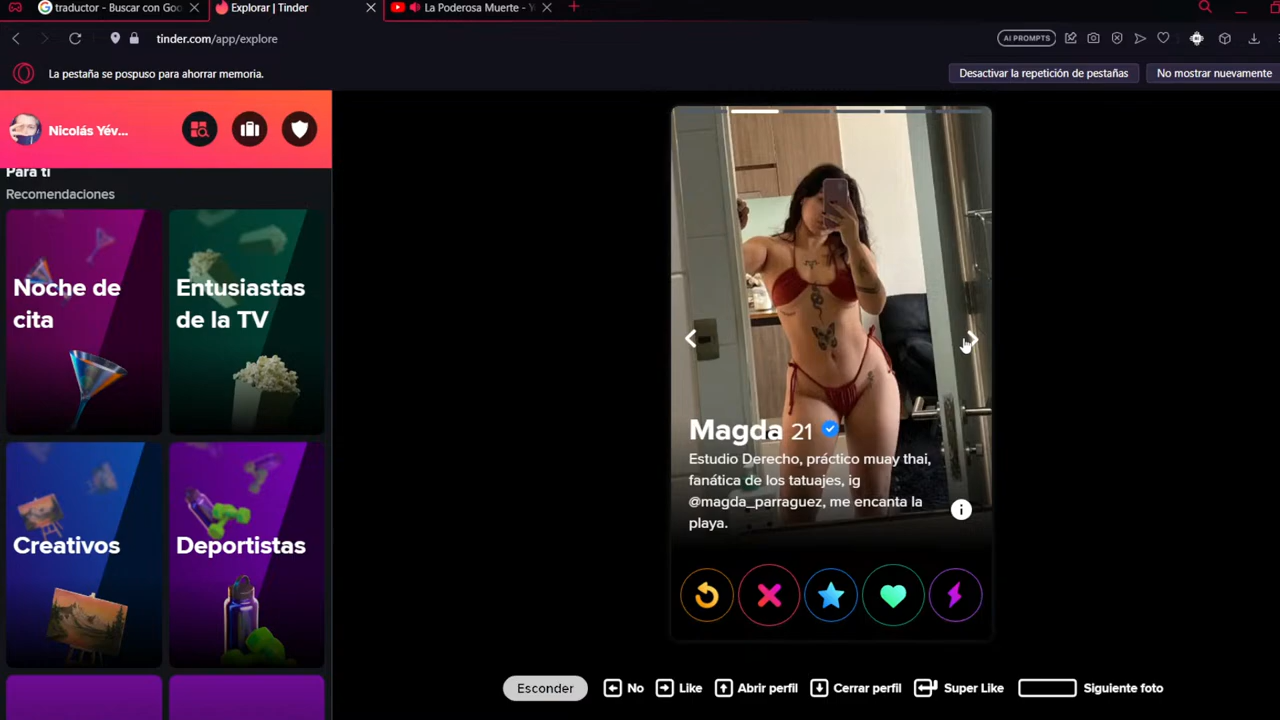 traductor - Buscar con Goo
Explorar | Tinder
La Poderosa Muerte - Y
tinder.com/app/explore
AI PROMPTS
La pestaña se pospuso para ahorrar memoria.
Desactivar la repetición de pestañas
No mostrar nuevamente
Nicolás Yév...
Para ti
Recomendaciones
Noche de
cita
Entusiastas
de la TV
Creativos
Deportistas
Magda 21
Estudio Derecho, práctico muay thai,
fanática de los tatuajes, ig
@magda_parraguez, me encanta la
playa.
Esconder
No
Like
Abrir perfil
Cerrar perfil
Super Like
Siguiente foto